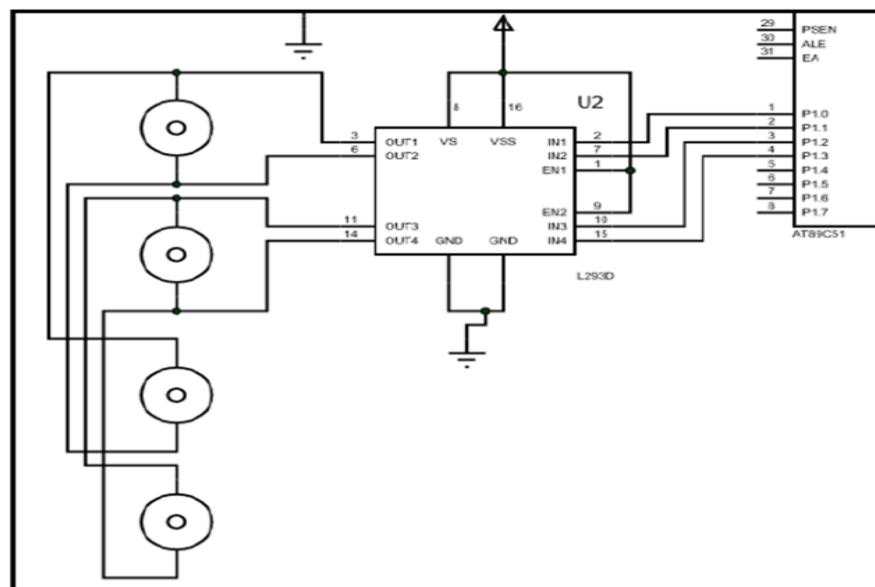 29 PSEN
30 ALE
31 EA
U2
8 16
1 P1.0
2 P1.1
3 P1.2
4 P1.3
5 P1.4
6 P1.5
7 P1.6
8 P1.7
AT89C51
3 OUT1 VS VSS IN1 2
6 OUT2 IN2 7
EN1 1
EN2 9
11 OUT3 IN3 10
14 OUT4 GND GND IN4 15
L293D